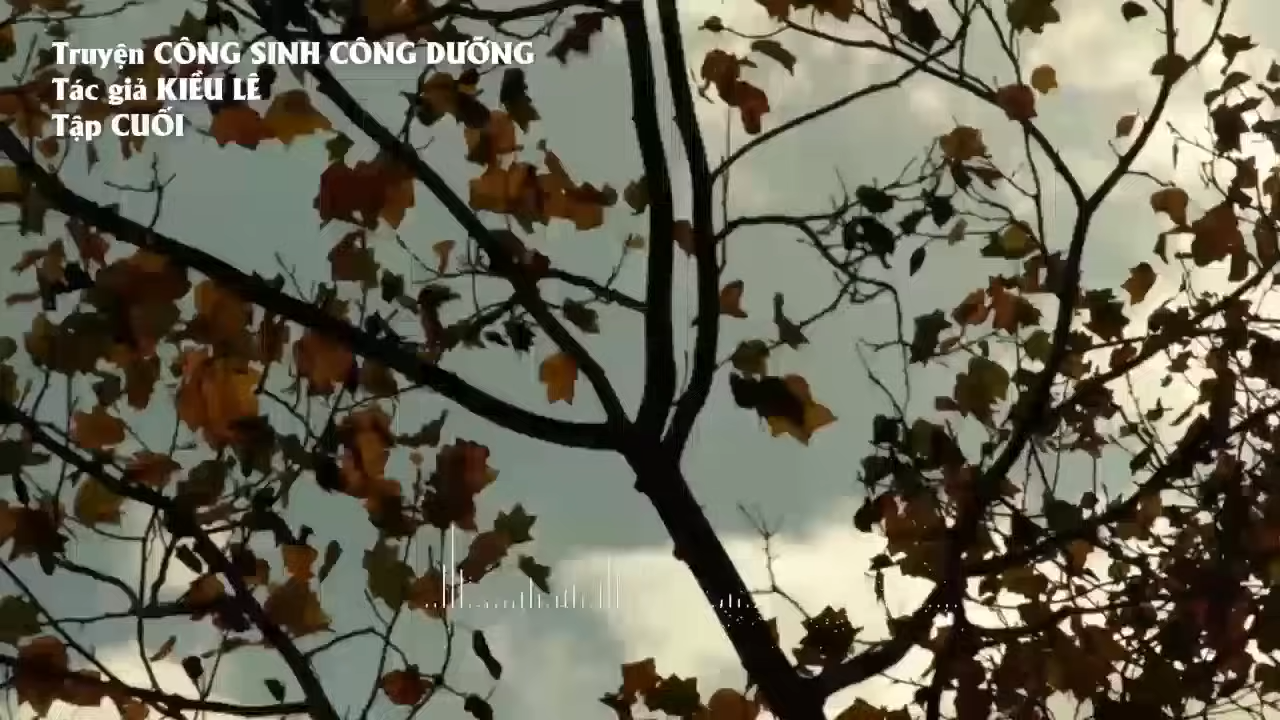 Truyện CÔNG SINH CÔNG DƯỠNG
Tác giả KIỀU LÊ
Tập CUỐI